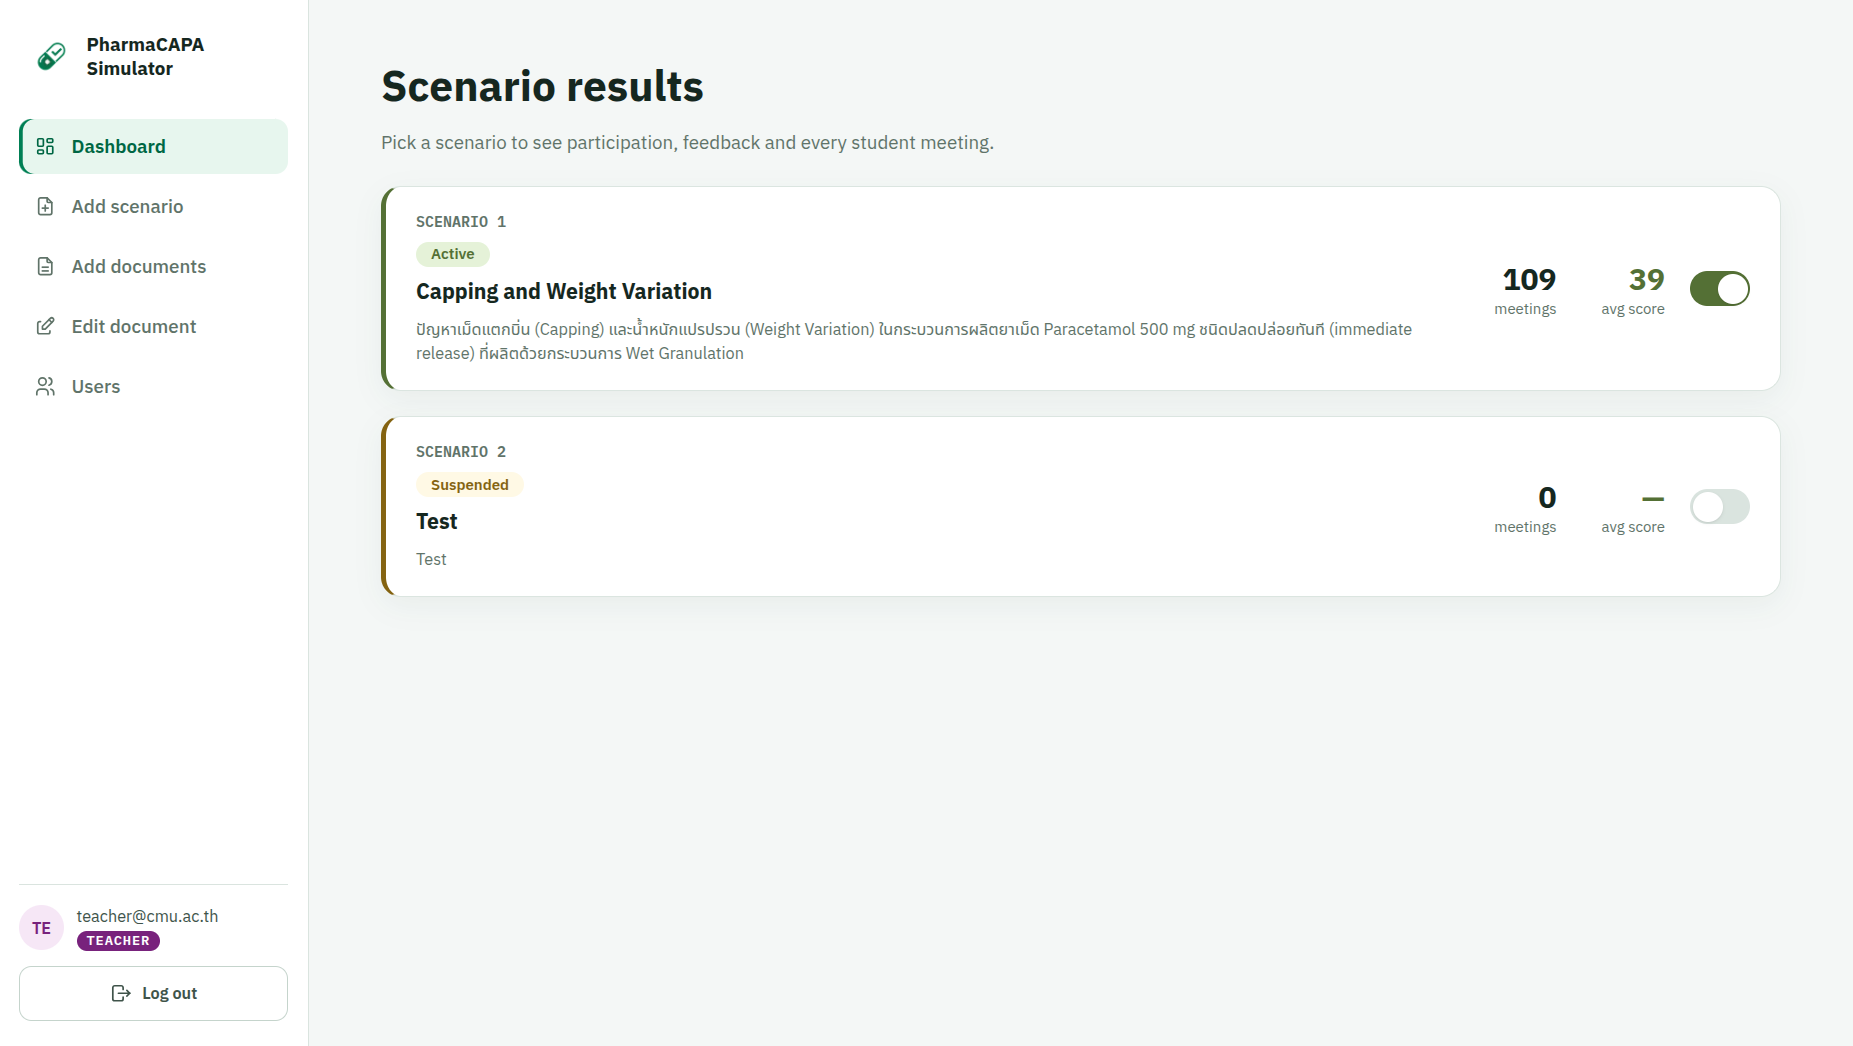 PharmaCAPA
Simulator
Dashboard
Add scenario
Add documents
Edit document
Users
TE
teacher@cmu.ac.th
TEACHER
Log out
Scenario results
Pick a scenario to see participation, feedback and every student meeting.
SCENARIO 1
Active
Capping and Weight Variation
ปัญหาเม็ดแตกบิ่น (Capping) และน้ำหนักแปรปรวน (Weight Variation) ในกระบวนการผลิตยาเม็ด Paracetamol 500 mg ชนิดปลดปล่อยทันที (immediate
release) ที่ผลิตด้วยกระบวนการ Wet Granulation
109
meetings
39
avg score
SCENARIO 2
Suspended
Test
Test
0
meetings
—
avg score